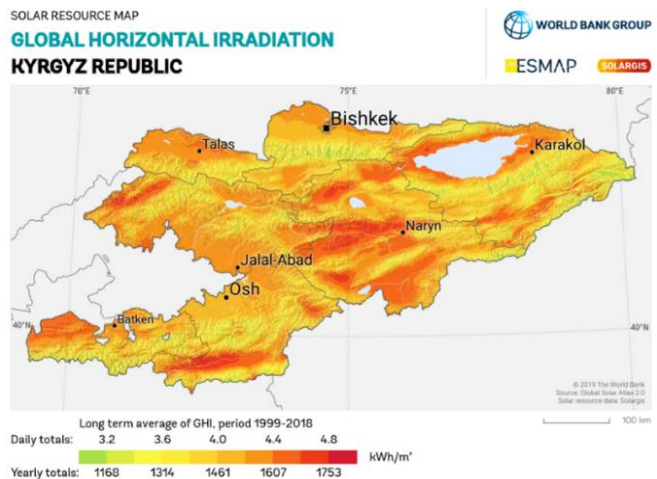 SOLAR RESOURCE MAP
GLOBAL HORIZONTAL IRRADIATION
KYRGYZ REPUBLIC
WORLD BANK GROUP
ESMAP
SOLARGIS
70°E
75°E
80°E
Bishkek
Talas
Karakol
Naryn
Jalal-Abad
Osh
Batken
40°N
40°N
© 2019 The World Bank
Source: Global Solar Atlas 2.0
Solar resource data: Solargis
100 km
Long term average of GHI, period 1999-2018
Daily totals: 3.2 3.6 4.0 4.4 4.8
kWh/m²
Yearly totals: 1168 1314 1461 1607 1753